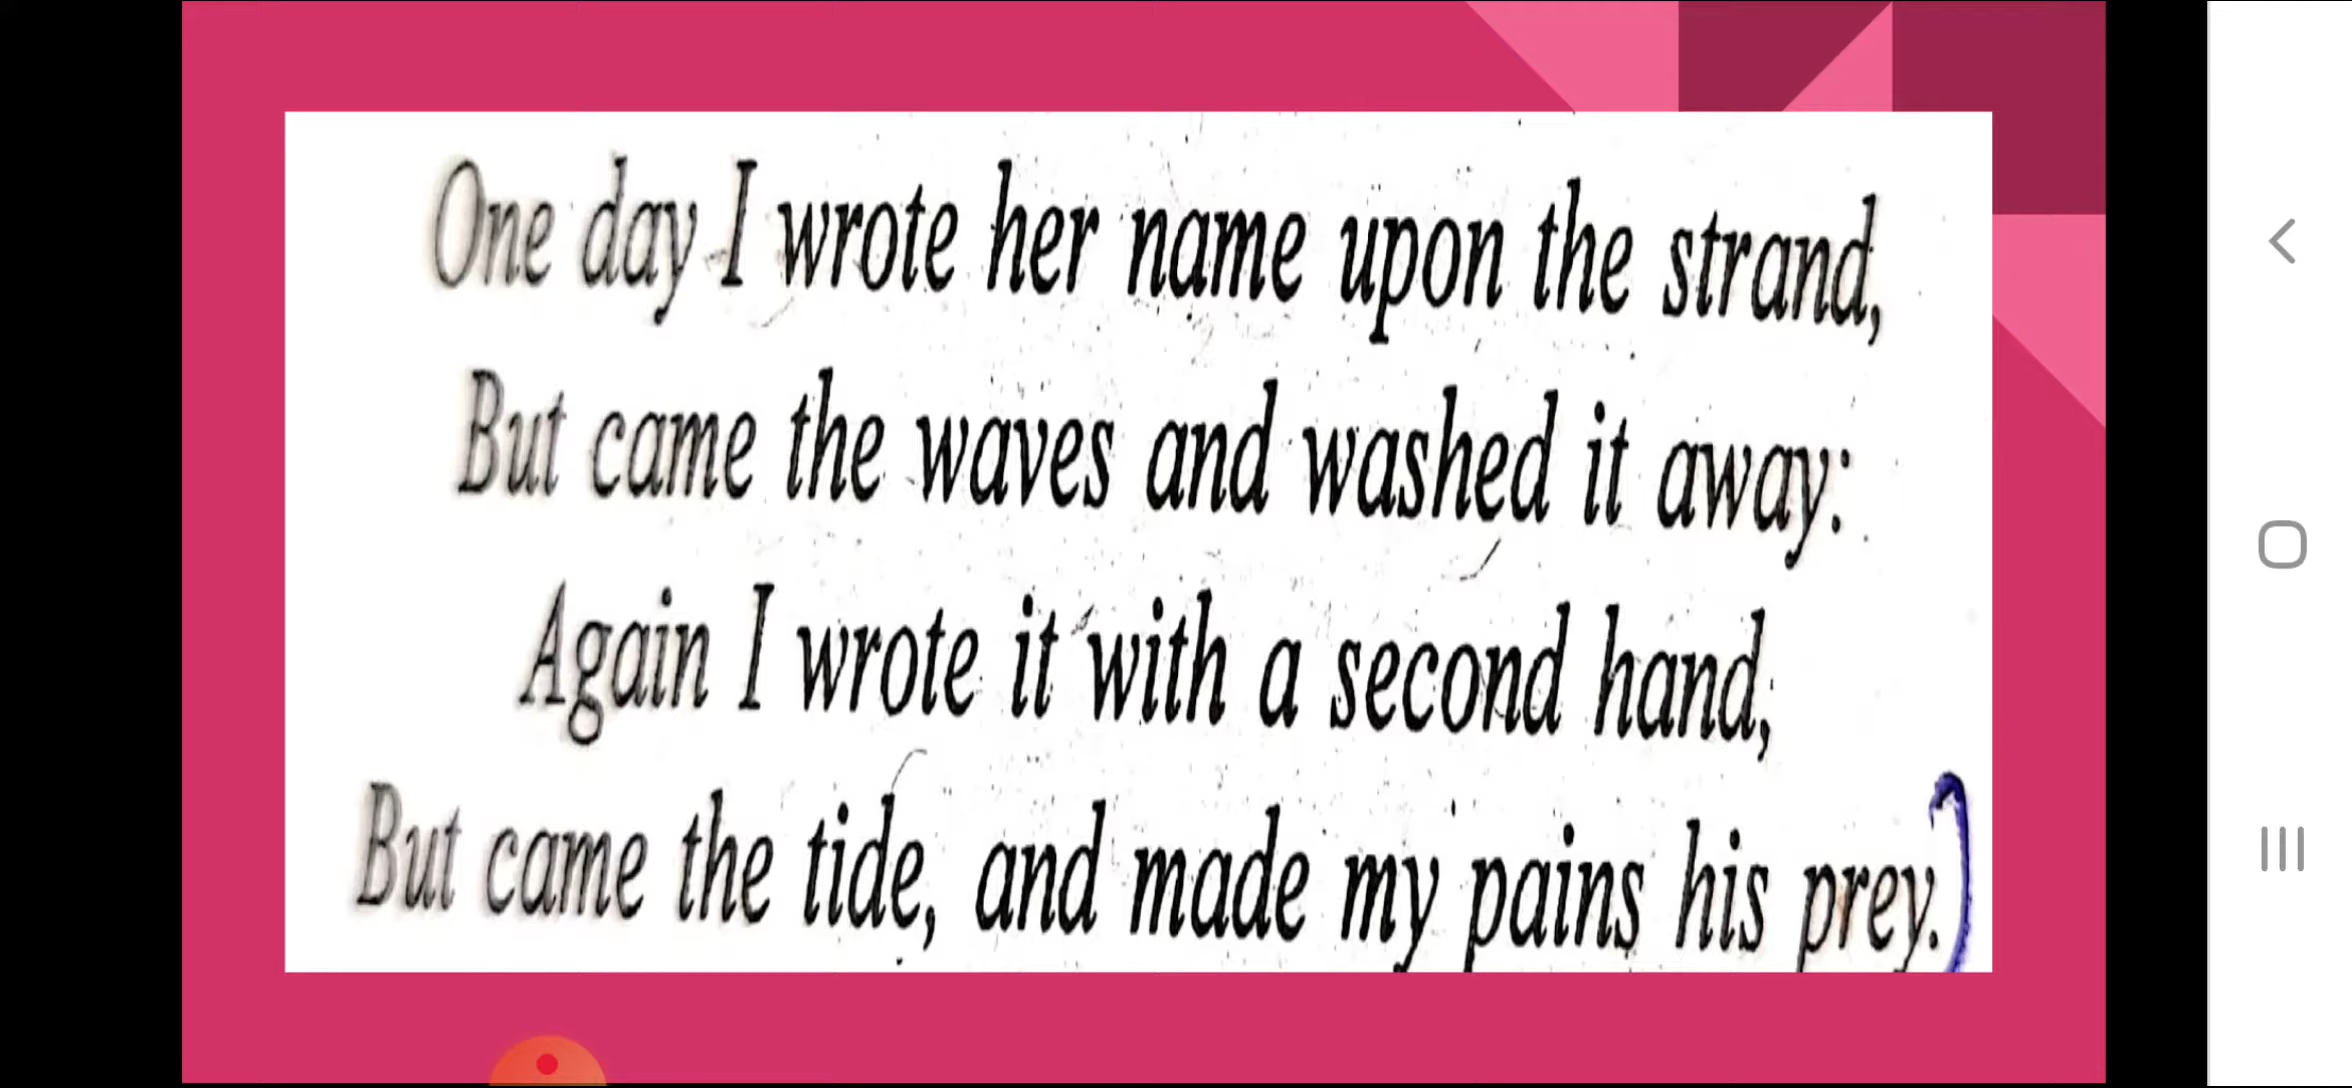 One day I wrote her name upon the strand,
But came the waves and washed it away:
Again I wrote it with a second hand,
But came the tide, and made my pains his prey.)